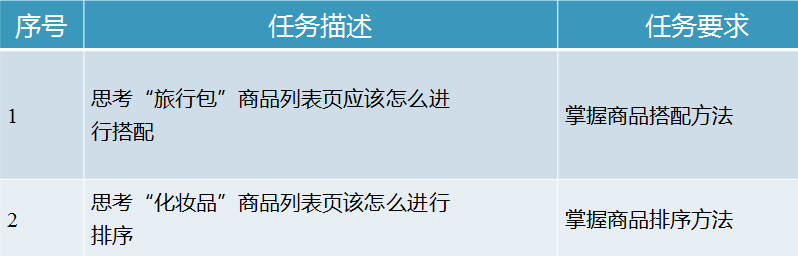 序号 任务描述 任务要求
1 思考“旅行包”商品列表页应该怎么进
行搭配 掌握商品搭配方法
2 思考“化妆品”商品列表页该怎么进行
排序 掌握商品排序方法